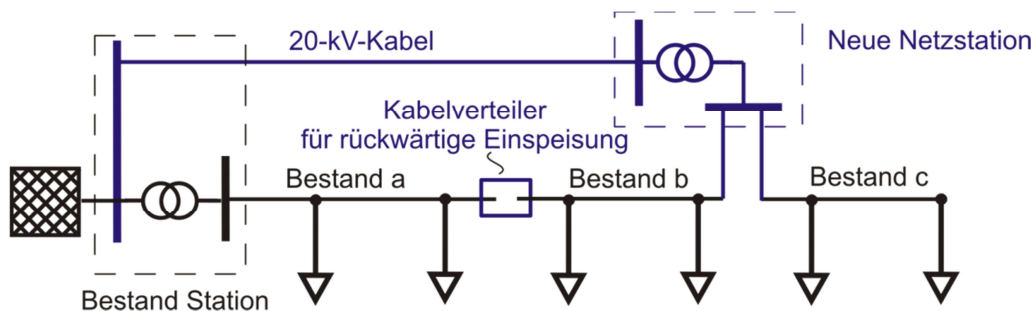 20-kV-Kabel
Neue Netzstation
Kabelverteiler
für rückwärtige Einspeisung
Bestand a
Bestand b
Bestand c
Bestand Station